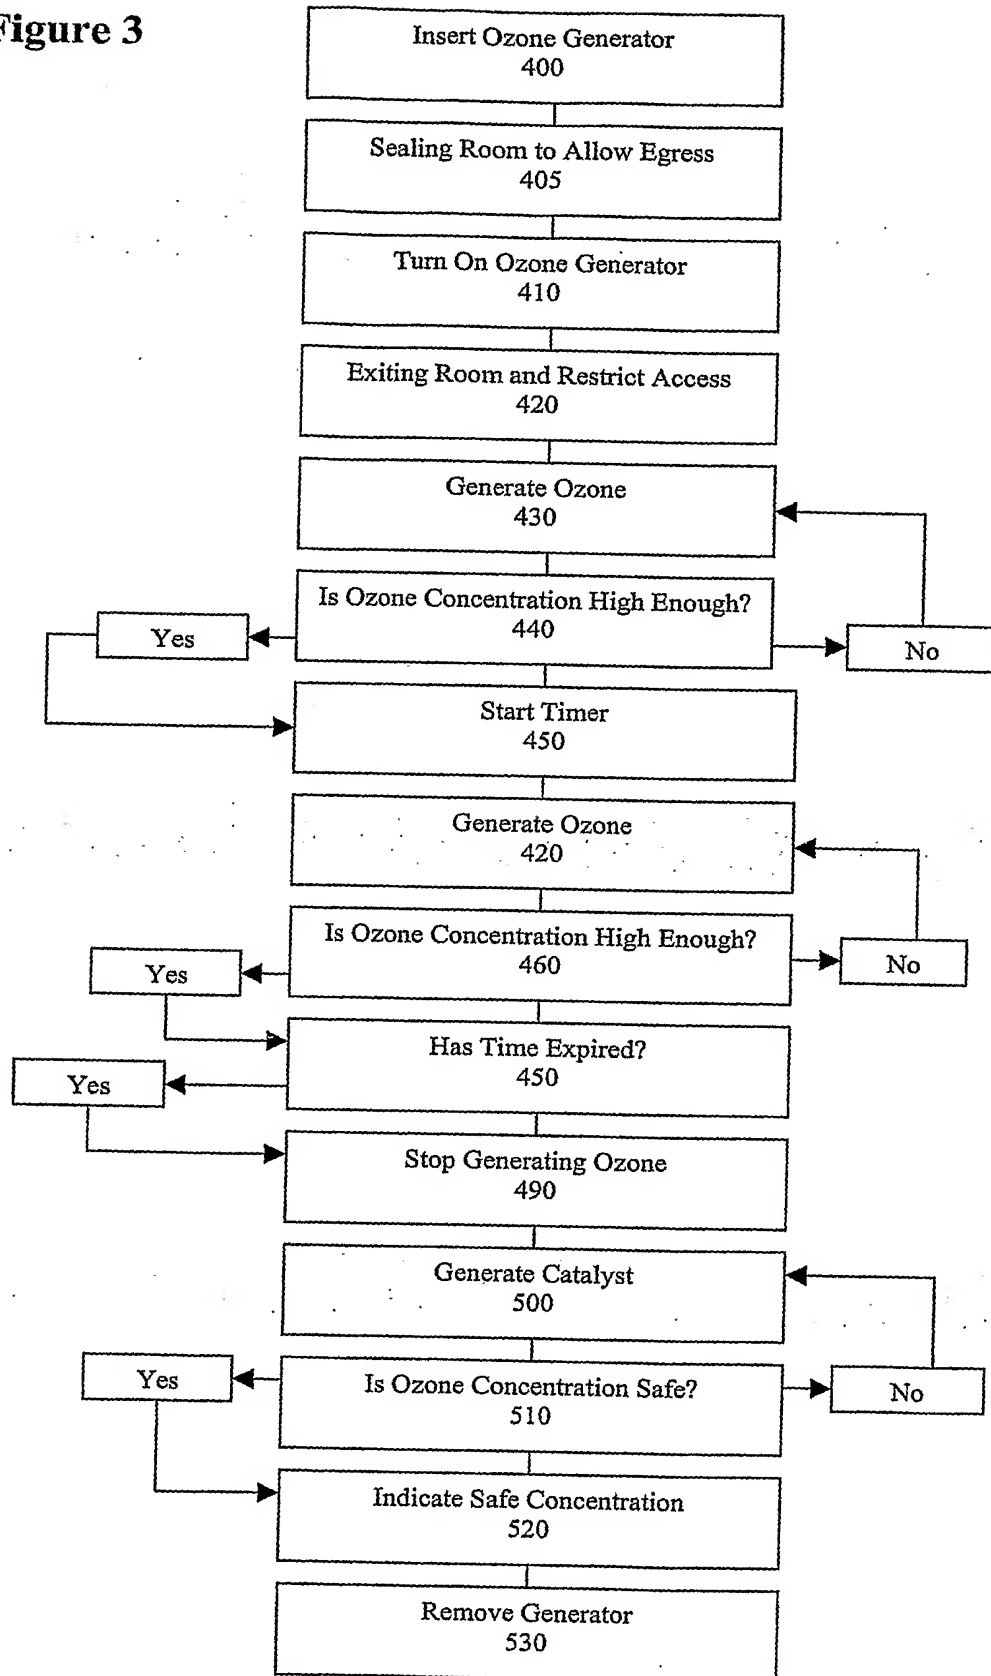 Figure 3
Insert Ozone Generator
400
Sealing Room to Allow Egress
405
Turn On Ozone Generator
410
Exiting Room and Restrict Access
420
Generate Ozone
430
Is Ozone Concentration High Enough?
440
Yes
No
Start Timer
450
Generate Ozone
420
Is Ozone Concentration High Enough?
460
Yes
No
Has Time Expired?
450
Yes
Stop Generating Ozone
490
Generate Catalyst
500
Is Ozone Concentration Safe?
510
Yes
No
Indicate Safe Concentration
520
Remove Generator
530